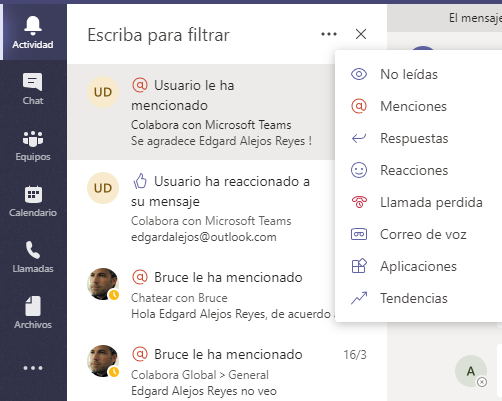 Actividad
Chat
Equipos
Calendario
Llamadas
Archivos
Escriba para filtrar
UD
Usuario le ha
mencionado
Colabora con Microsoft Teams
Se agradece Edgard Alejos Reyes !
UD
Usuario ha reaccionado a
su mensaje
Colabora con Microsoft Teams
edgardalejos@outlook.com
Bruce le ha mencionado
Chatear con Bruce
Hola Edgard Alejos Reyes, de acuerdo
Bruce le ha mencionado 16/3
Colabora Global > General
Edgard Alejos Reyes no veo
El mensaje
No leídas
Menciones
Respuestas
Reacciones
Llamada perdida
Correo de voz
Aplicaciones
Tendencias
A